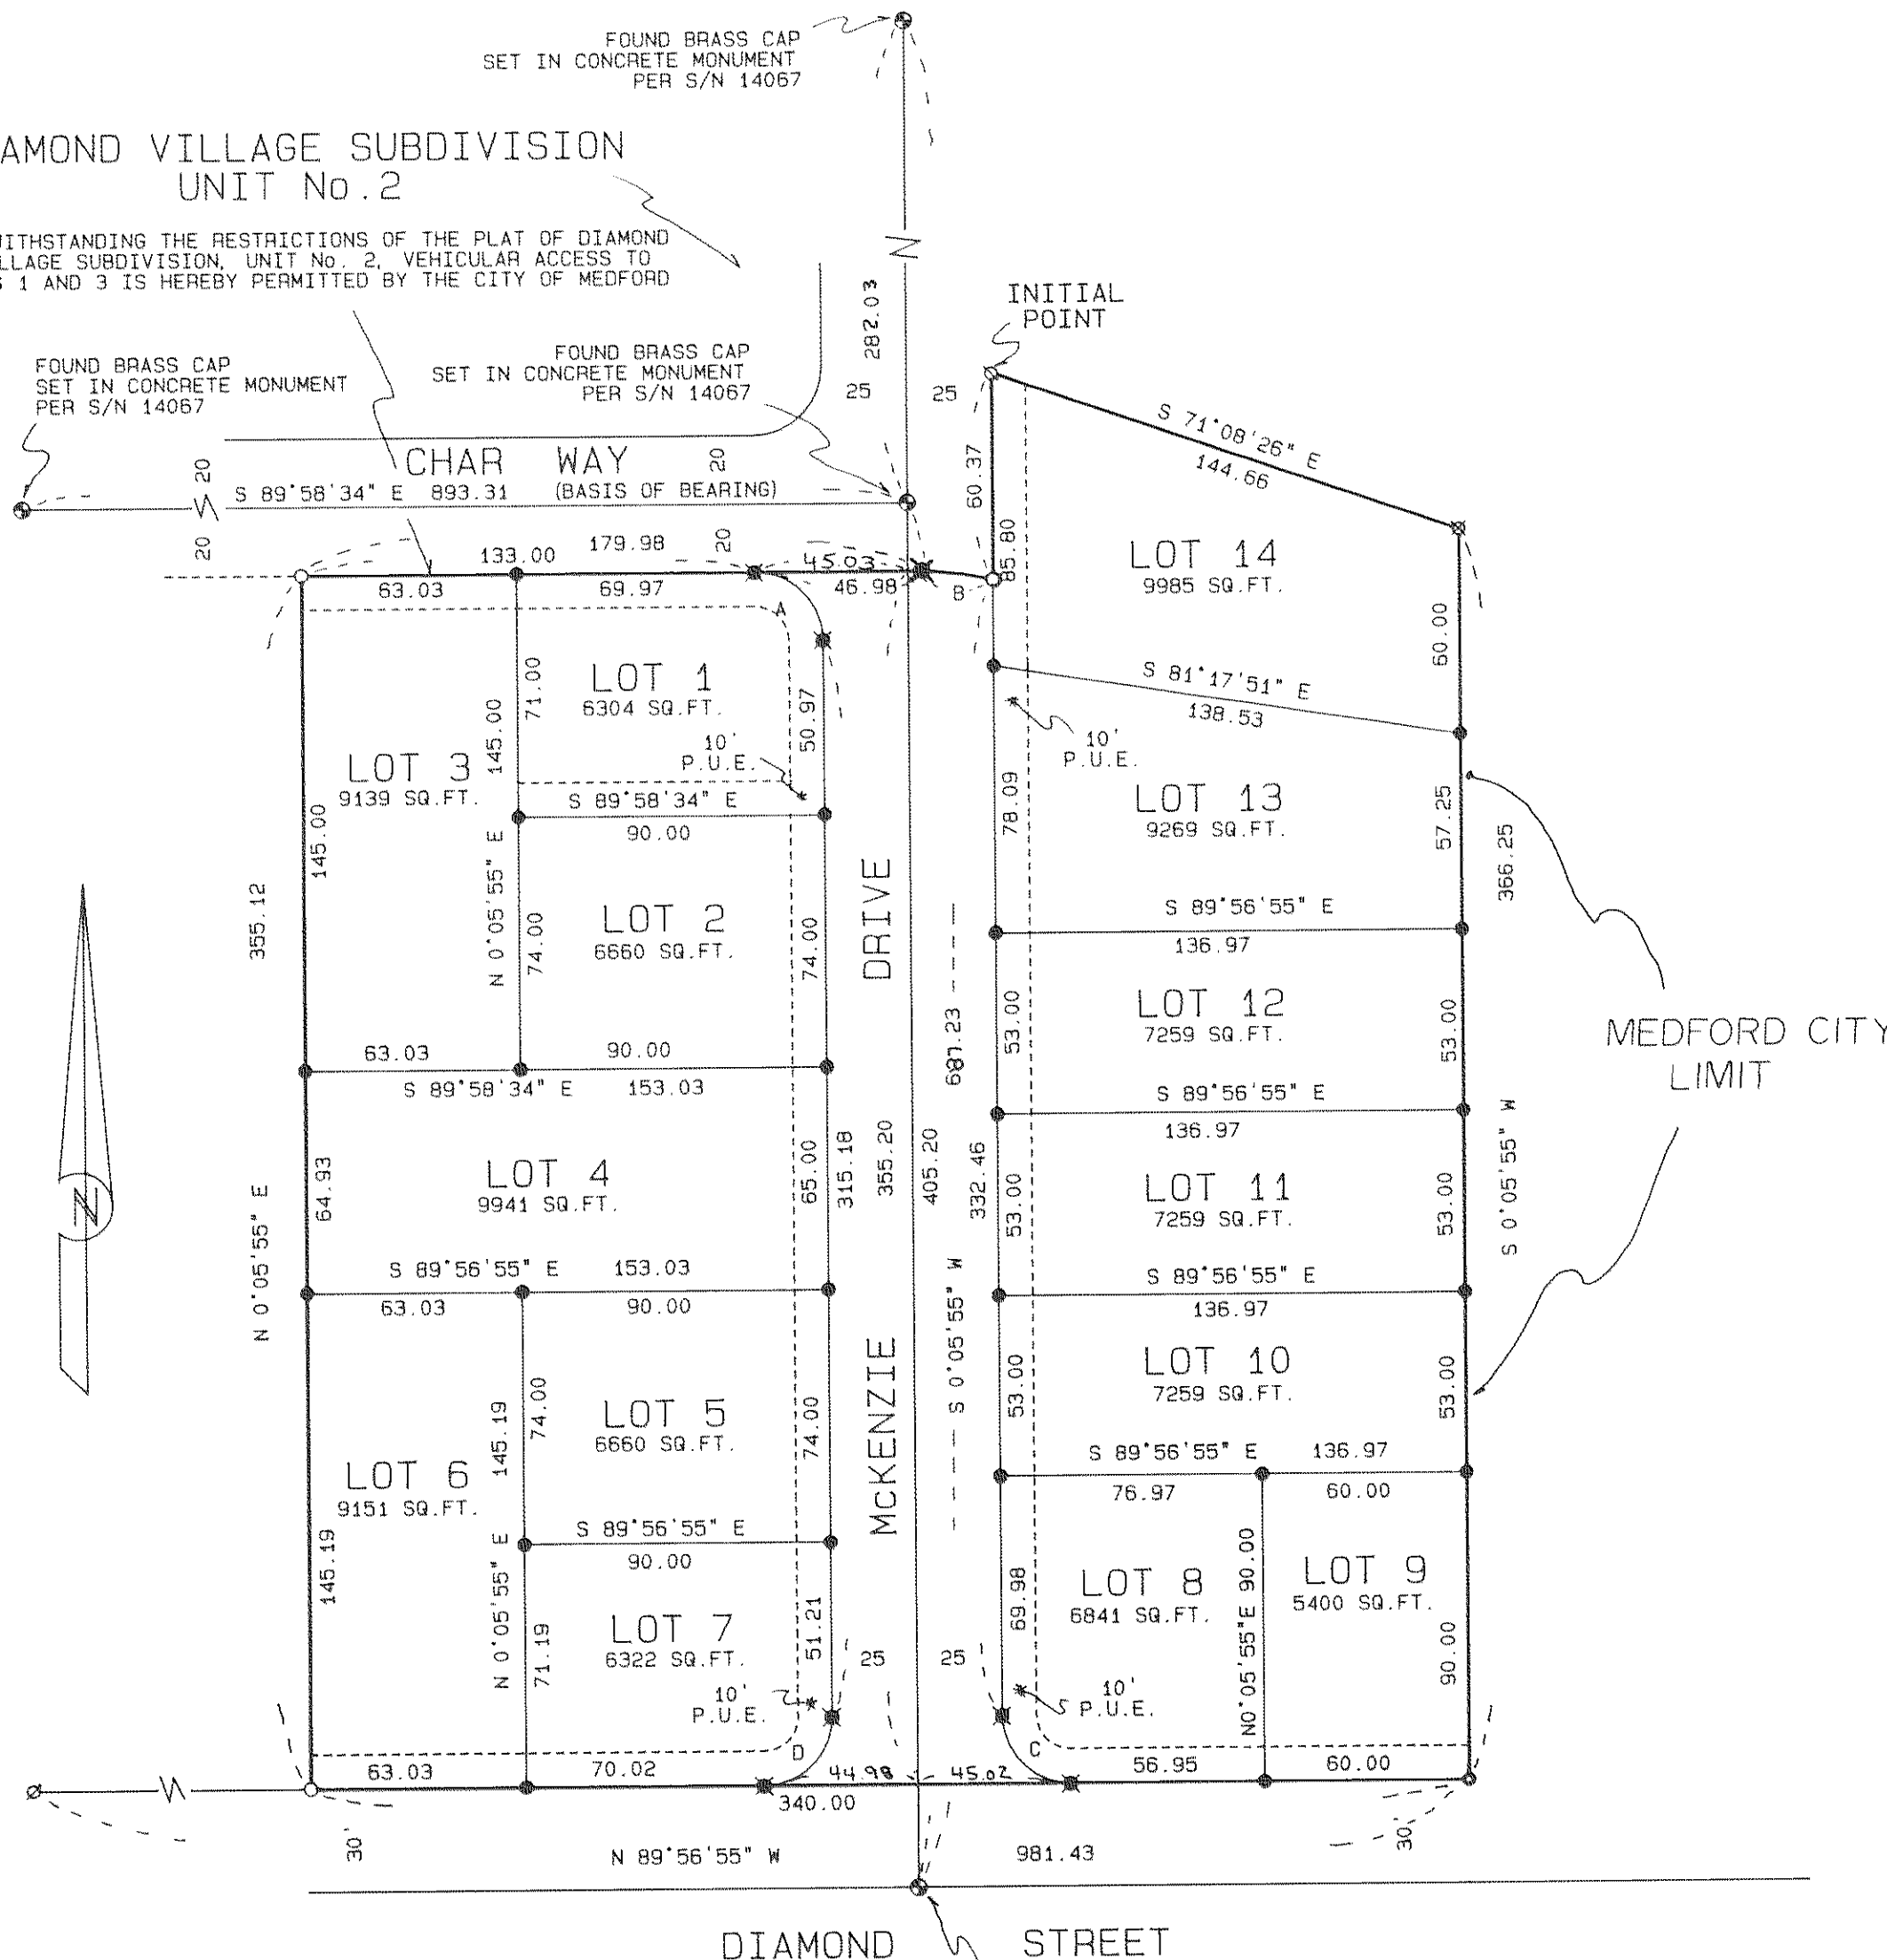 FOUND BRASS CAP
SET IN CONCRETE MONUMENT
PER S/N 14067
AMOND VILLAGE SUBDIVISION
UNIT No.2
WITHSTANDING THE RESTRICTIONS OF THE PLAT OF DIAMOND
LLAGE SUBDIVISION, UNIT No. 2, VEHICULAR ACCESS TO
S 1 AND 3 IS HEREBY PERMITTED BY THE CITY OF MEDFORD
N
282.03
25
25
INITIAL
POINT
FOUND BRASS CAP
SET IN CONCRETE MONUMENT
PER S/N 14067
FOUND BRASS CAP
SET IN CONCRETE MONUMENT
PER S/N 14067
S 71°08'26" E
144.66
60.37
85.80
20
CHAR WAY
20
S 89°58'34" E 893.31 (BASIS OF BEARING)
20
20
133.00
179.98
45.03
63.03
69.97
46.98
B
A
LOT 14
9985 SQ.FT.
60.00
S 81°17'51" E
138.53
LOT 1
6304 SQ.FT.
71.00
50.97
10'
P.U.E.
10'
P.U.E.
LOT 3
9139 SQ.FT.
145.00
145.00
S 89°58'34" E
90.00
N 0°05'55" E
LOT 13
9269 SQ.FT.
78.09
57.25
366.25
355.12
LOT 2
6660 SQ.FT.
74.00
74.00
DRIVE
S 89°56'55" E
136.97
LOT 12
7259 SQ.FT.
53.00
53.00
687.23
MEDFORD CITY
LIMIT
63.03
90.00
S 89°58'34" E
153.03
S 89°56'55" E
136.97
LOT 4
9941 SQ.FT.
64.93
65.00
315.18
355.20
405.20
332.46
LOT 11
7259 SQ.FT.
53.00
53.00
S 0°05'55" W
N 0°05'55" E
N
S 89°56'55" E
153.03
63.03
90.00
S 89°56'55" E
136.97
S 0°05'55" W
LOT 10
7259 SQ.FT.
53.00
53.00
MCKENZIE
LOT 5
6660 SQ.FT.
74.00
74.00
145.19
LOT 6
9151 SQ.FT.
145.19
S 89°56'55" E
136.97
76.97
60.00
S 89°56'55" E
90.00
N 0°05'55" E
LOT 8
6841 SQ.FT.
69.98
N0°05'55"E 90.00
LOT 9
5400 SQ.FT.
90.00
LOT 7
6322 SQ.FT.
71.19
51.21
25
25
10'
P.U.E.
10'
P.U.E.
D
C
63.03
70.02
44.98
45.02
56.95
60.00
340.00
30'
30'
N 89°56'55" W
981.43
DIAMOND STREET